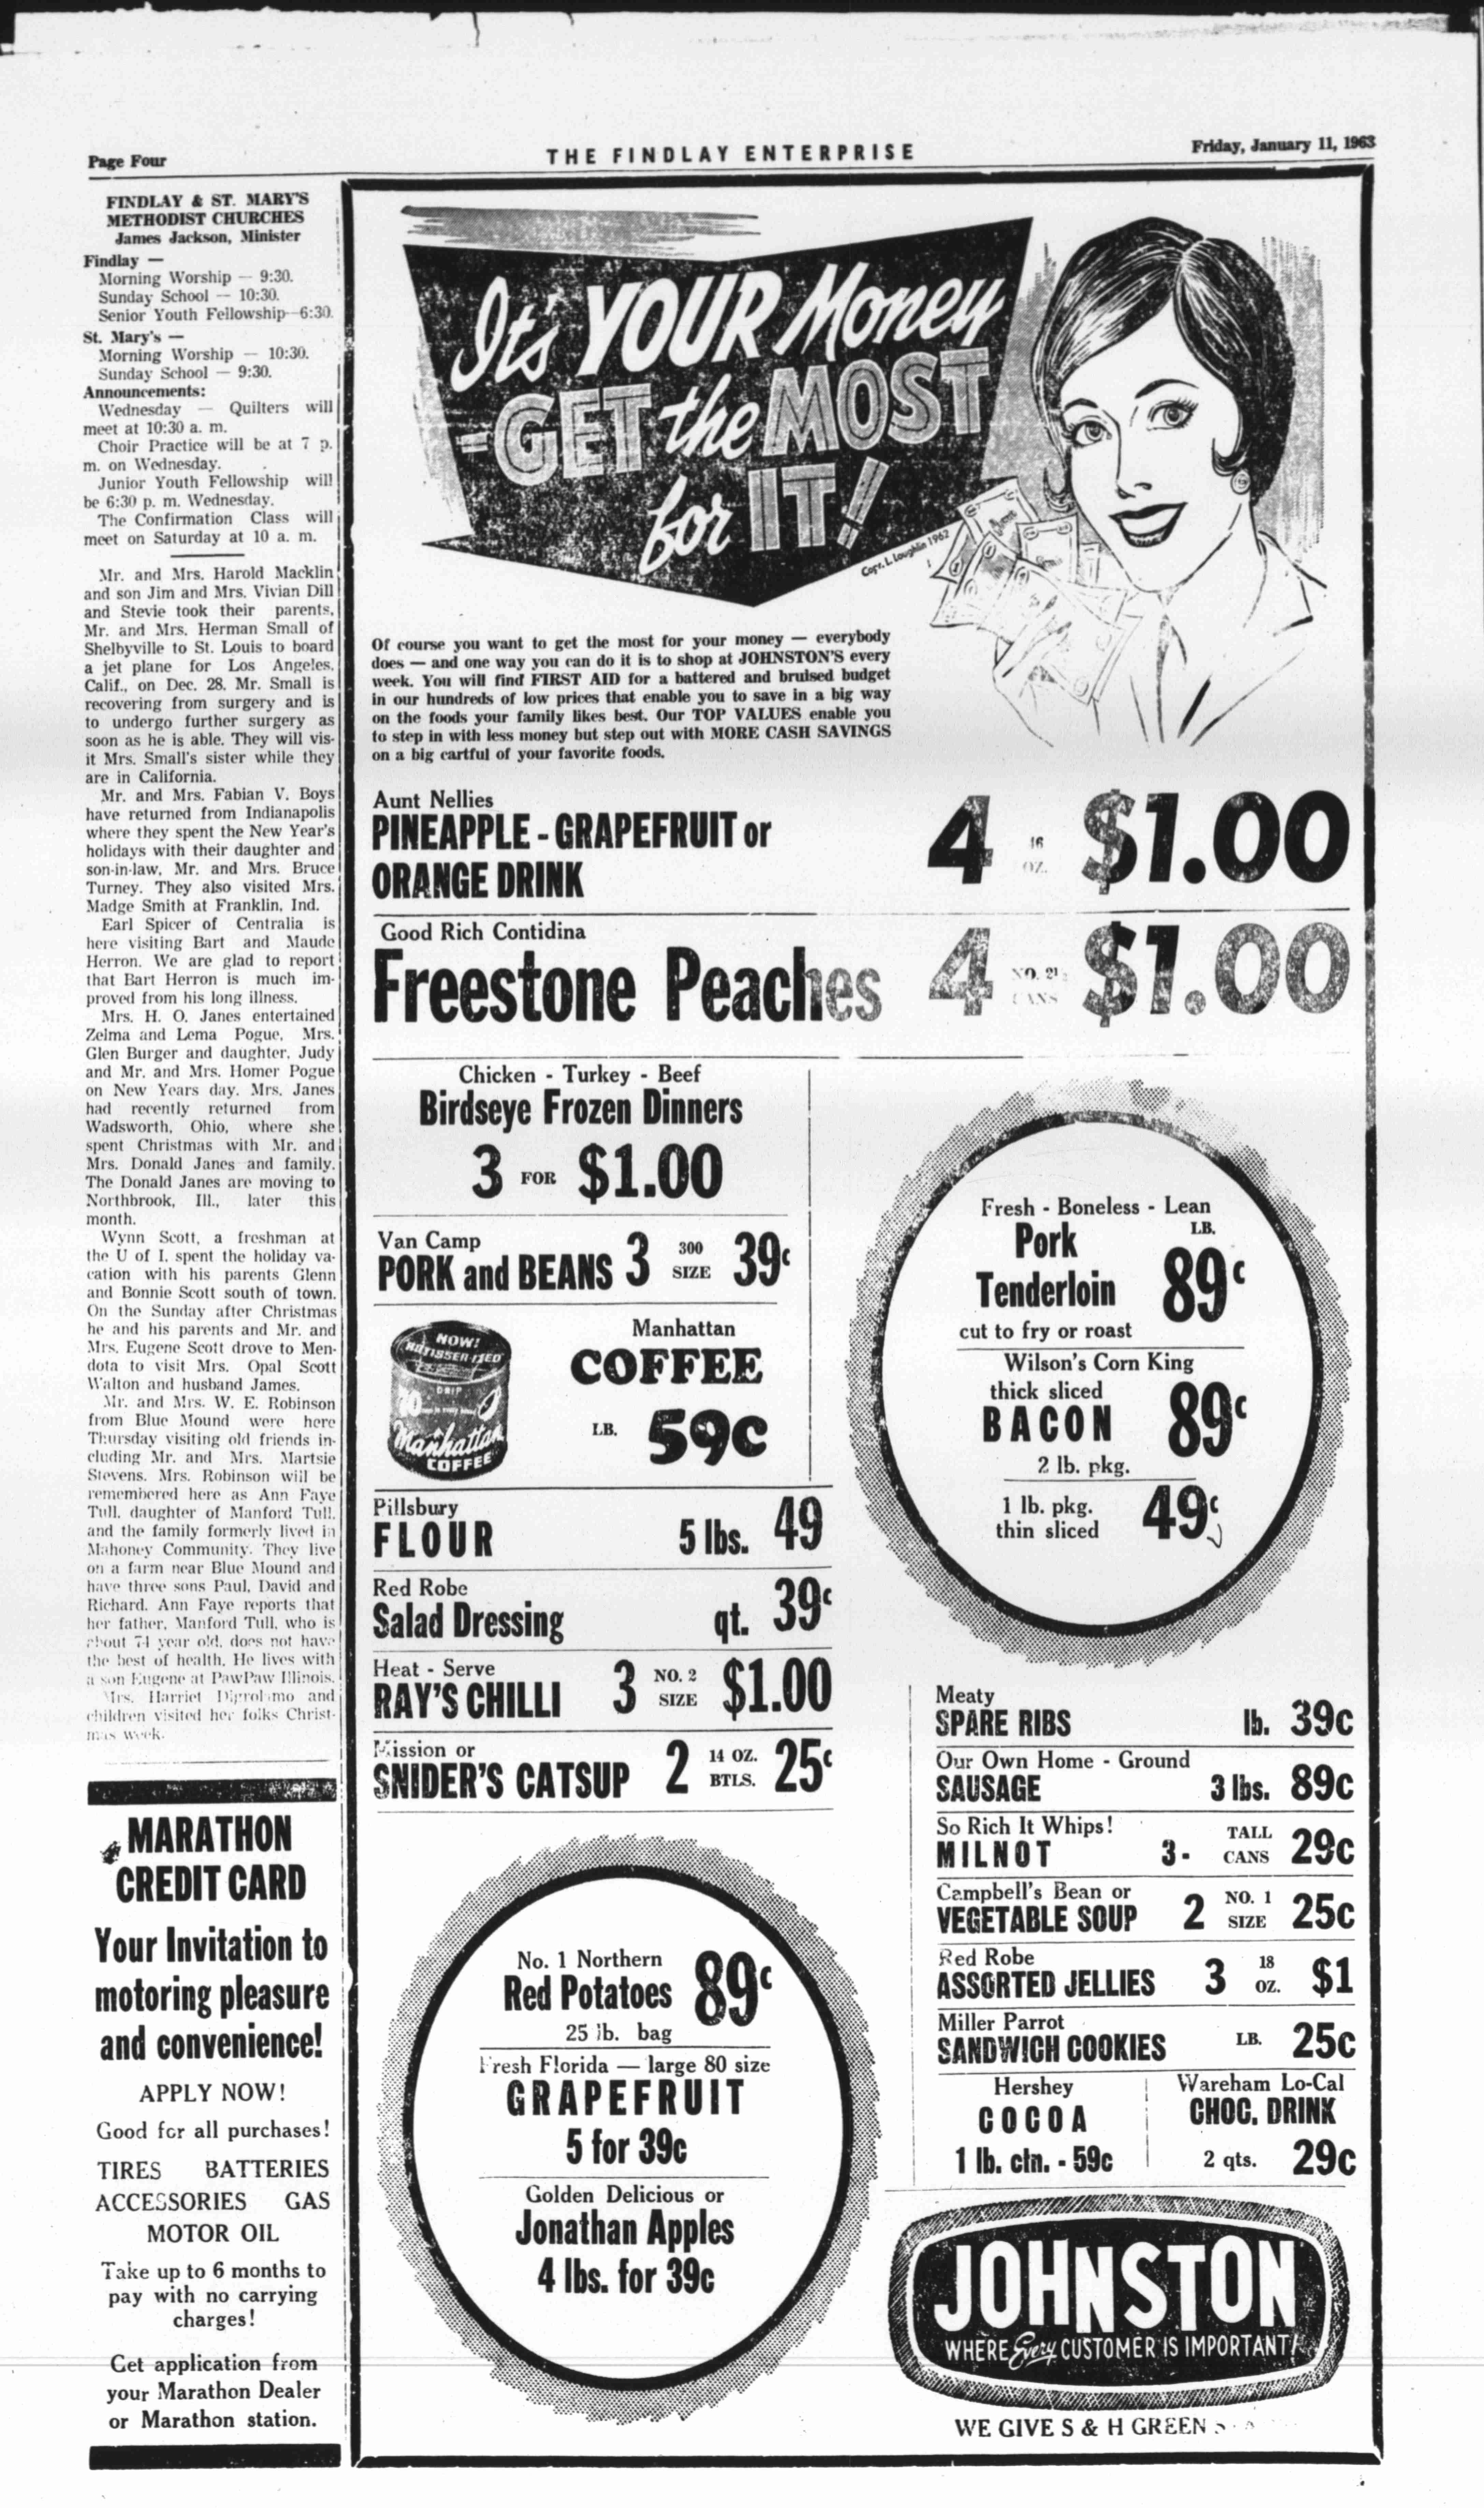 Page Four
THE FINDLAY ENTERPRISE
Friday, January 11, 1963
FINDLAY & ST. MARY'S
METHODIST CHURCHES
James Jackson, Minister
Findlay —
Morning Worship — 9:30.
Sunday School — 10:30.
Senior Youth Fellowship--6:30.
St. Mary's —
Morning Worship — 10:30.
Sunday School — 9:30.
Announcements:
Wednesday — Quilters will
meet at 10:30 a. m.
Choir Practice will be at 7 p.
m. on Wednesday.
Junior Youth Fellowship will
be 6:30 p. m. Wednesday.
The Confirmation Class will
meet on Saturday at 10 a. m.
Mr. and Mrs. Harold Macklin
and son Jim and Mrs. Vivian Dill
and Stevie took their parents,
Mr. and Mrs. Herman Small of
Shelbyville to St. Louis to board
a jet plane for Los Angeles,
Calif., on Dec. 28. Mr. Small is
recovering from surgery and is
to undergo further surgery as
soon as he is able. They will vis-
it Mrs. Small's sister while they
are in California.
Mr. and Mrs. Fabian V. Boys
have returned from Indianapolis
where they spent the New Year's
holidays with their daughter and
son-in-law, Mr. and Mrs. Bruce
Turney. They also visited Mrs.
Madge Smith at Franklin, Ind.
Earl Spicer of Centralia is
here visiting Bart and Maude
Herron. We are glad to report
that Bart Herron is much im-
proved from his long illness.
Mrs. H. O. Janes entertained
Zelma and Lema Pogue, Mrs.
Glen Burger and daughter, Judy
and Mr. and Mrs. Homer Pogue
on New Years day. Mrs. Janes
had recently returned from
Wadsworth, Ohio, where she
spent Christmas with Mr. and
Mrs. Donald Janes and family.
The Donald Janes are moving to
Northbrook, Ill., later this
month.
Wynn Scott, a freshman at
the U of I, spent the holiday va-
cation with his parents Glenn
and Bonnie Scott south of town.
On the Sunday after Christmas
he and his parents and Mr. and
Mrs. Eugene Scott drove to Men-
dota to visit Mrs. Opal Scott
Walton and husband James.
Mr. and Mrs. W. E. Robinson
from Blue Mound were here
Thursday visiting old friends in-
cluding Mr. and Mrs. Martsie
Stevens. Mrs. Robinson will be
remembered here as Ann Faye
Tull, daughter of Manford Tull,
and the family formerly lived in
Mahoney Community. They live
on a farm near Blue Mound and
have three sons Paul, David and
Richard. Ann Faye reports that
her father, Manford Tull, who is
about 74 year old, does not have
the best of health. He lives with
a son Eugene at PawPaw Illinois.
Mrs. Harriet Diprolimo and
children visited her folks Christ-
mas week.
MARATHON
CREDIT CARD
Your Invitation to
motoring pleasure
and convenience!
APPLY NOW!
Good for all purchases!
TIRES BATTERIES
ACCESSORIES GAS
MOTOR OIL
Take up to 6 months to
pay with no carrying
charges!
Get application from
your Marathon Dealer
or Marathon station.
It's YOUR Money
-GET the MOST
for IT!
Copr. L. Loughlin 1962
Of course you want to get the most for your money — everybody
does — and one way you can do it is to shop at JOHNSTON'S every
week. You will find FIRST AID for a battered and bruised budget
in our hundreds of low prices that enable you to save in a big way
on the foods your family likes best. Our TOP VALUES enable you
to step in with less money but step out with MORE CASH SAVINGS
on a big cartful of your favorite foods.
Aunt Nellies
PINEAPPLE - GRAPEFRUIT or
ORANGE DRINK
4 16 OZ. $1.00
Good Rich Contidina
Freestone Peaches 4 NO. 2½ CANS $1.00
Chicken - Turkey - Beef
Birdseye Frozen Dinners
3 FOR $1.00
Van Camp
PORK and BEANS 3 300 SIZE 39c
NOW!
DRIP
Manhattan
COFFEE
Manhattan
COFFEE
LB. 59c
Pillsbury
FLOUR 5 lbs. 49
Red Robe
Salad Dressing qt. 39c
Heat - Serve
RAY'S CHILLI 3 NO. 2 SIZE $1.00
Mission or
SNIDER'S CATSUP 2 14 OZ. BTLS. 25c
No. 1 Northern
Red Potatoes 89c
25 lb. bag
Fresh Florida — large 80 size
GRAPEFRUIT
5 for 39c
Golden Delicious or
Jonathan Apples
4 lbs. for 39c
Fresh - Boneless - Lean
Pork
Tenderloin
LB. 89c
cut to fry or roast
Wilson's Corn King
thick sliced
BACON 89c
2 lb. pkg.
1 lb. pkg.
thin sliced
49c
Meaty
SPARE RIBS lb. 39c
Our Own Home - Ground
SAUSAGE 3 lbs. 89c
So Rich It Whips!
MILNOT 3- TALL CANS 29c
Campbell's Bean or
VEGETABLE SOUP 2 NO. 1 SIZE 25c
Red Robe
ASSORTED JELLIES 3 18 OZ. $1
Miller Parrot
SANDWICH COOKIES LB. 25c
Hershey
COCOA
1 lb. ctn. - 59c
Wareham Lo-Cal
CHOC. DRINK
2 qts. 29c
JOHNSTON
WHERE Every CUSTOMER IS IMPORTANT!
WE GIVE S & H GREEN